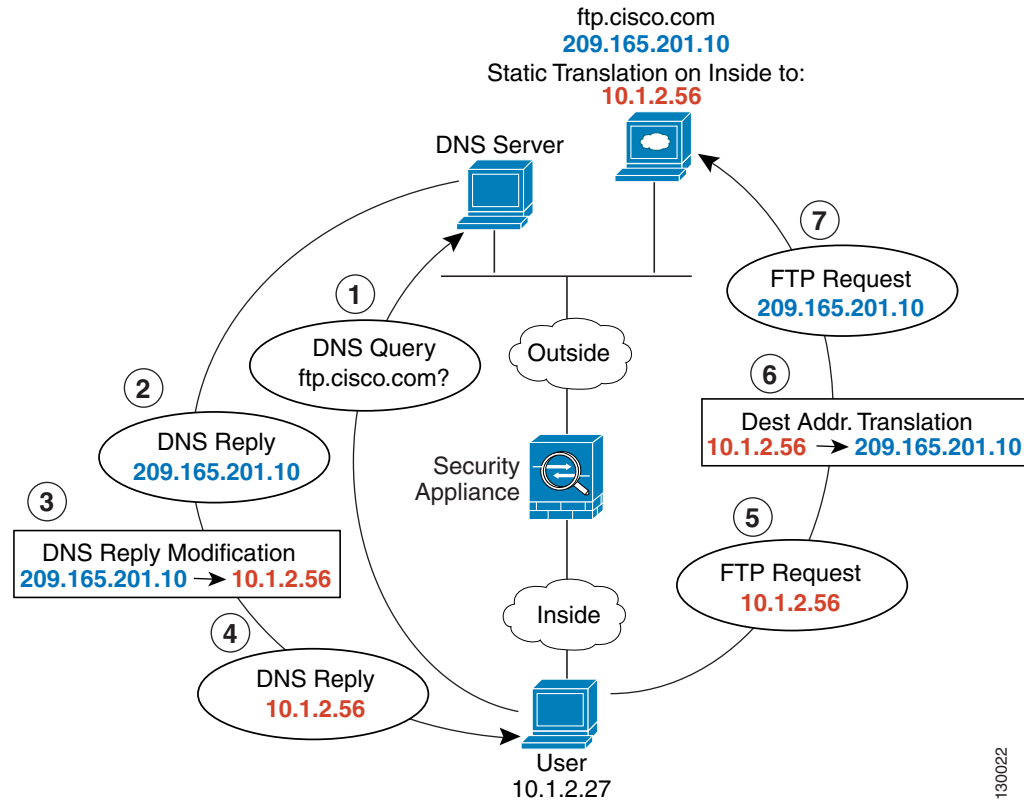 ftp.cisco.com
209.165.201.10
Static Translation on Inside to:
10.1.2.56
DNS Server
7
FTP Request
209.165.201.10
1
DNS Query
ftp.cisco.com?
Outside
2
DNS Reply
209.165.201.10
6
Dest Addr. Translation
10.1.2.56 → 209.165.201.10
Security
Appliance
3
DNS Reply Modification
209.165.201.10 → 10.1.2.56
5
FTP Request
10.1.2.56
Inside
4
DNS Reply
10.1.2.56
User
10.1.2.27
130022